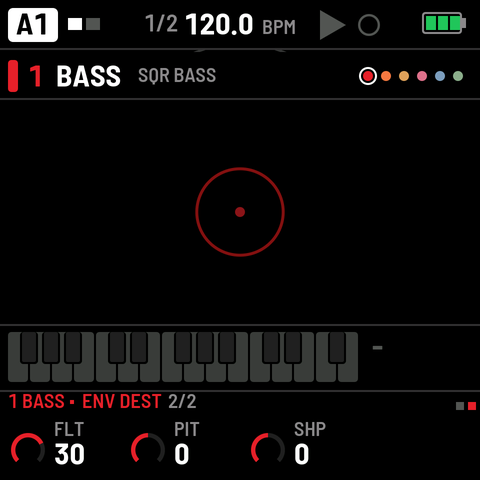 A1 1/2 120.0 BPM
1 BASS SQR BASS
-
1 BASS • ENV DEST 2/2
FLT PIT SHP
30 0 0